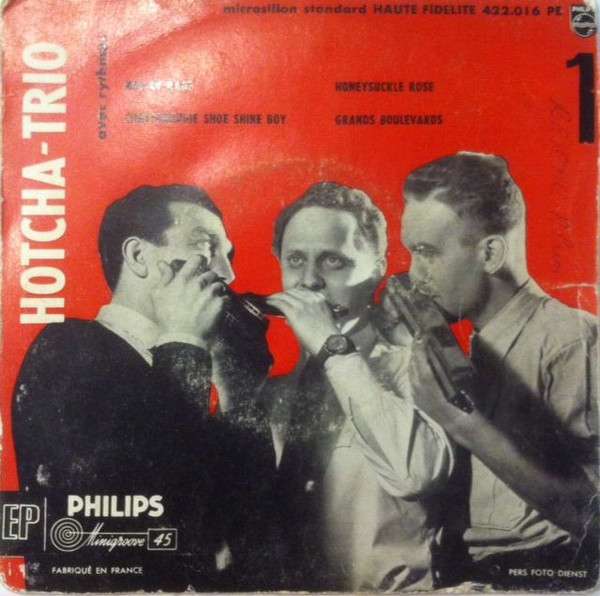 microsillon standard HAUTE FIDELITE 422.016 PE
PHILIPS
HOTCHA-TRIO
avec rythmes
HONEYSUCKLE ROSE
SHOE SHINE BOY
GRANDS BOULEVARDS
1
EP
PHILIPS
Minigroove 45
FABRIQUÉ EN FRANCE
PERS FOTO DIENST